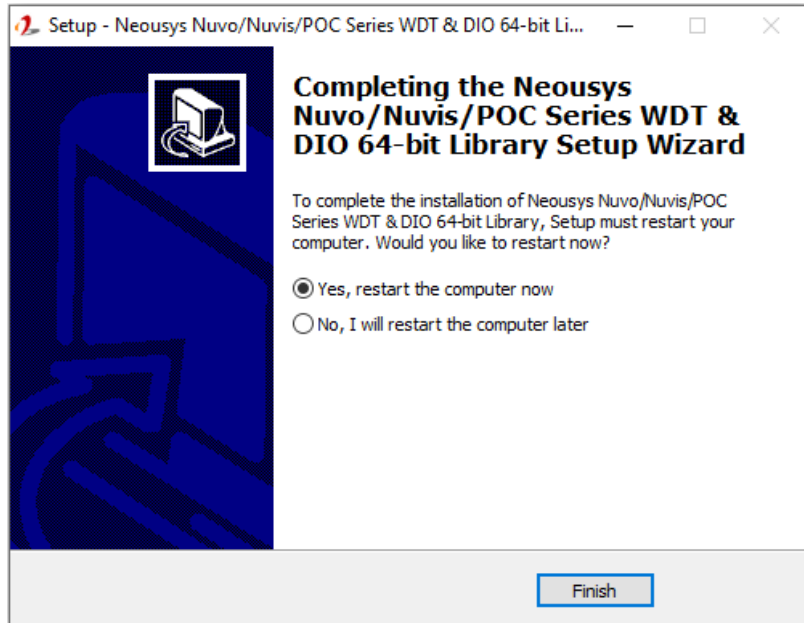 Setup - Neousys Nuvo/Nuvis/POC Series WDT & DIO 64-bit Li...
Completing the Neousys
Nuvo/Nuvis/POC Series WDT &
DIO 64-bit Library Setup Wizard
To complete the installation of Neousys Nuvo/Nuvis/POC
Series WDT & DIO 64-bit Library, Setup must restart your
computer. Would you like to restart now?
Yes, restart the computer now
No, I will restart the computer later
Finish